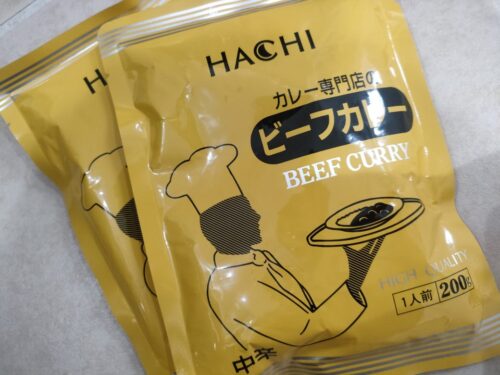 HACHI
カレー専門店の
ビーフカレー
BEEF CURRY
HIGH QUALITY
1人前 200g
中辛
HACH